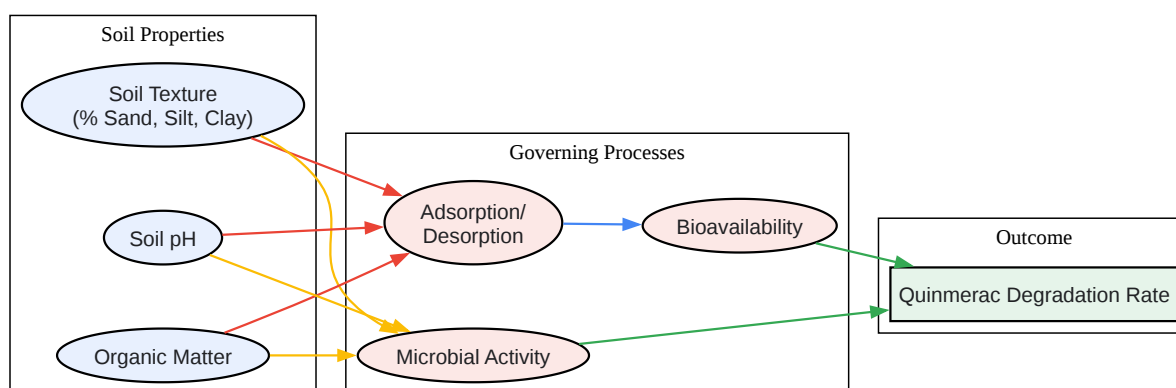 Soil Properties
Soil Texture
(% Sand, Silt, Clay)
Soil pH
Organic Matter
Governing Processes
Adsorption/
Desorption
Bioavailability
Microbial Activity
Outcome
Quinmerac Degradation Rate